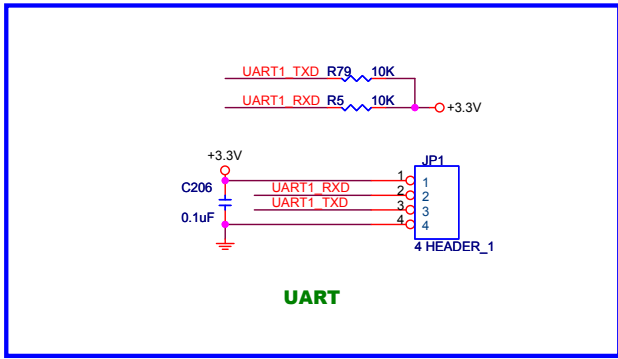 UART1_TXD R79 10K
UART1_RXD R5 10K
+3.3V
+3.3V
JP1
C206
0.1uF
1 1
UART1_RXD 2 2
UART1_TXD 3 3
4 4
4 HEADER_1
UART